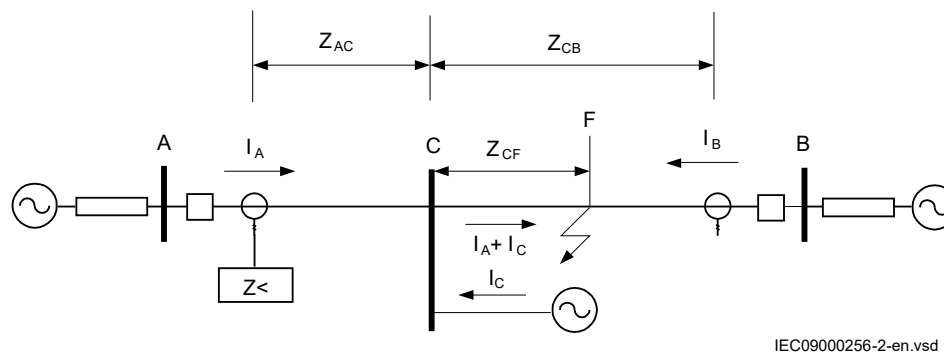 Z_AC Z_CB
A I_A C Z_CF F I_B B
I_A + I_C
Z<
I_C
IEC09000256-2-en.vsd